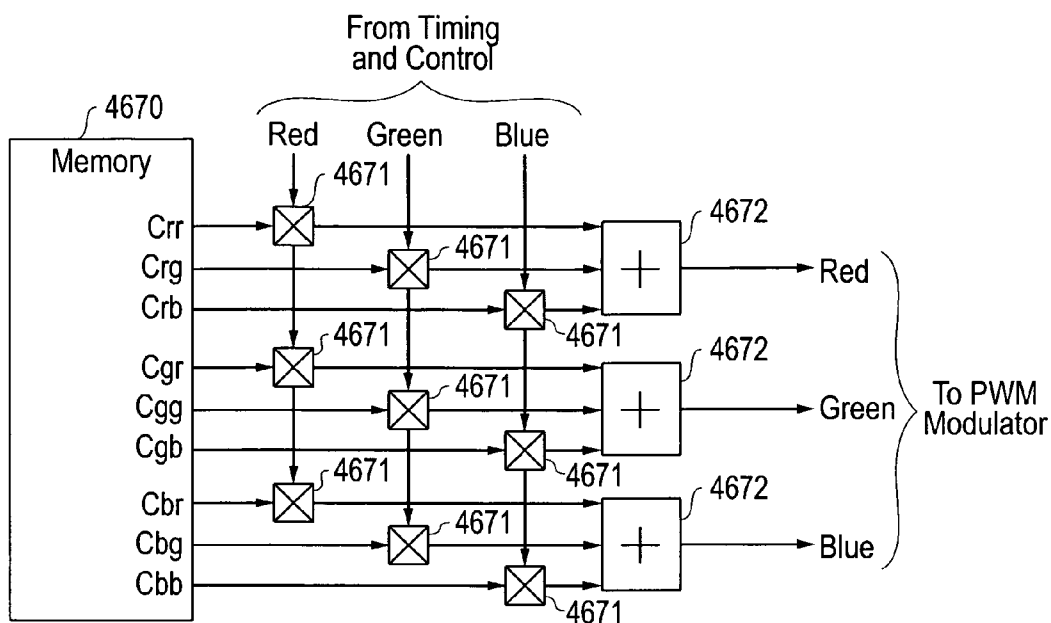 From Timing
and Control
4670
Red Green Blue
Memory
4671
Crr
4672
4671
Crg
Red
Crb
4671
4671
Cgr
4672
4671
Cgg
Green
To PWM
Modulator
Cgb
4671
4671
Cbr
4672
4671
Cbg
Blue
Cbb
4671